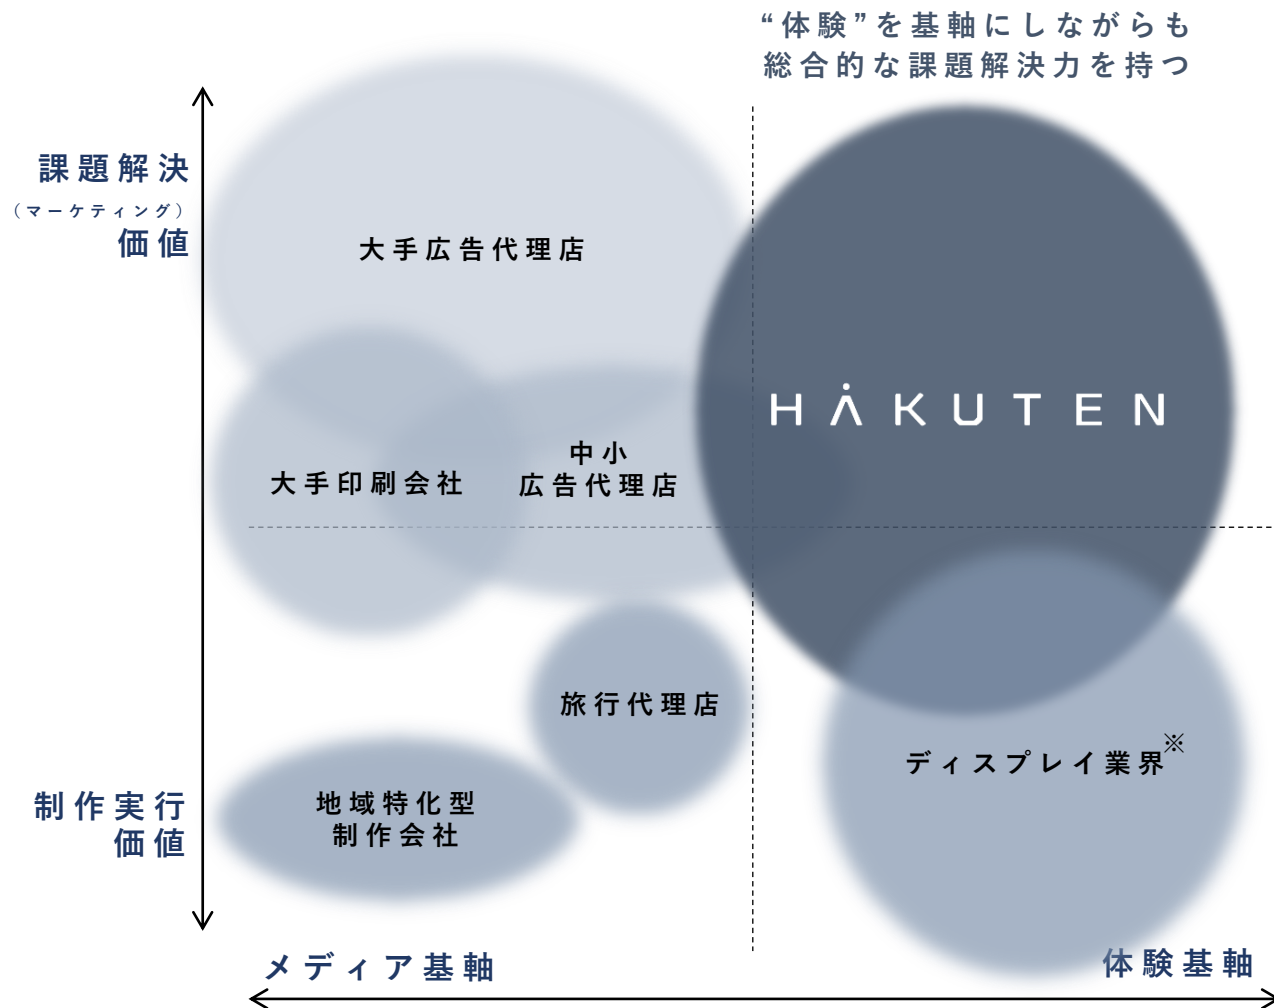 “体験”を基軸にしながらも
総合的な課題解決力を持つ
課題解決
（マーケティング）
価値
大手広告代理店
HAKUTEN
中小
広告代理店
大手印刷会社
旅行代理店
ディスプレイ業界※
地域特化型
制作会社
制作実行
価値
メディア基軸
体験基軸